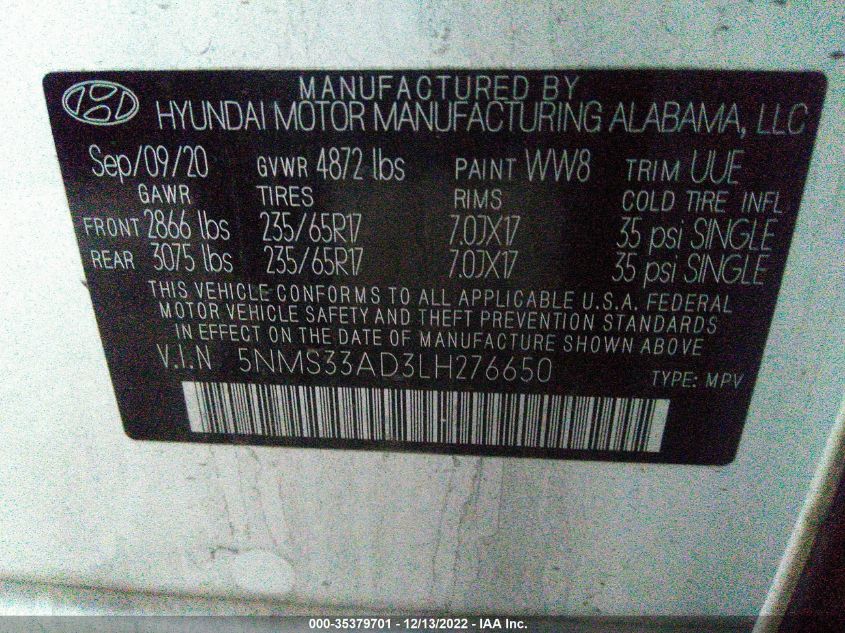 MANUFACTURED BY
HYUNDAI MOTOR MANUFACTURING ALABAMA, LLC
Sep/09/20 GVWR 4872 lbs PAINT WW8 TRIM UUE
GAWR TIRES RIMS COLD TIRE INFL
FRONT 2866 lbs 235/65R17 7.0JX17 35 psi SINGLE
REAR 3075 lbs 235/65R17 7.0JX17 35 psi SINGLE
THIS VEHICLE CONFORMS TO ALL APPLICABLE U.S.A. FEDERAL
MOTOR VEHICLE SAFETY AND THEFT PREVENTION STANDARDS
IN EFFECT ON THE DATE OF MANUFACTURE SHOWN ABOVE
V.I.N 5NMS33AD3LH276650 TYPE: MPV
000-35379701 - 12/13/2022 - IAA Inc.